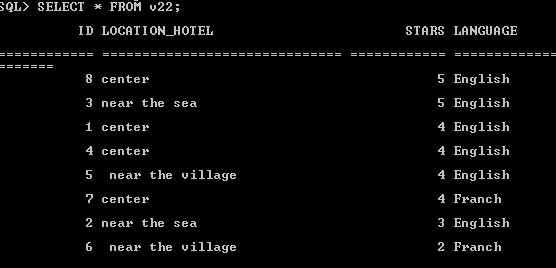 SQL> SELECT * FROM v22;
ID LOCATION_HOTEL STARS LANGUAGE
============= ============================== ============ =============
=======
8 center 5 English
3 near the sea 5 English
1 center 4 English
4 center 4 English
5 near the village 4 English
7 center 4 Franch
2 near the sea 3 English
6 near the village 2 Franch